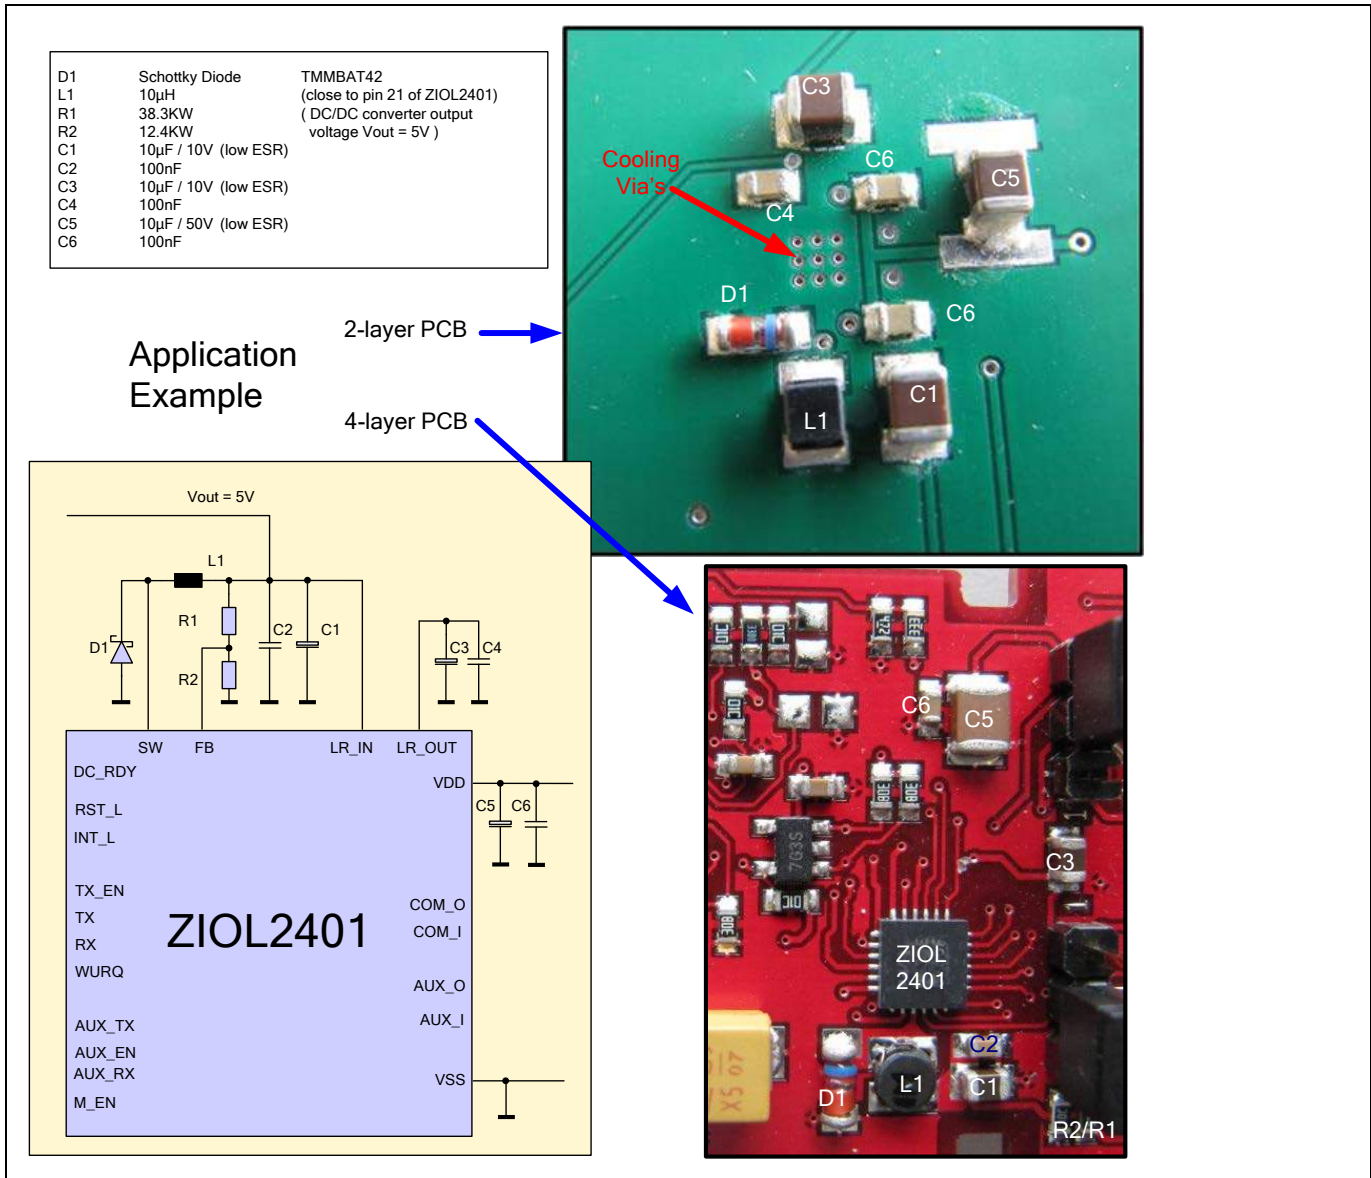 D1 Schottky Diode TMMBAT42
L1 10µH (close to pin 21 of ZIOL2401)
R1 38.3KW ( DC/DC converter output
R2 12.4KW voltage Vout = 5V )
C1 10µF / 10V (low ESR)
C2 100nF
C3 10µF / 10V (low ESR)
C4 100nF
C5 10µF / 50V (low ESR)
C6 100nF
Application
Example
2-layer PCB
4-layer PCB
C3
Cooling
Via's
C6
C5
C4
D1
C6
C1
L1
Vout = 5V
L1
R1
C2
C1
D1
R2
C3
C4
SW
FB
LR_IN
LR_OUT
DC_RDY
VDD
RST_L
C5
C6
INT_L
TX_EN
COM_O
TX
ZIOL2401
RX
COM_I
WURQ
AUX_O
AUX_TX
AUX_I
AUX_EN
AUX_RX
VSS
M_EN
472
333
C6
C5
7G3S
C3
ZIOL
2401
C2
C1
L1
D1
X5 07
R2/R1